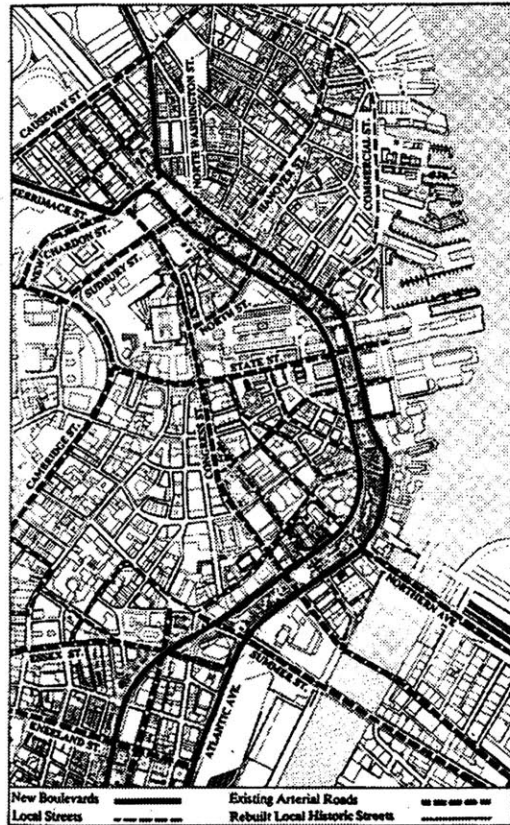 CAUSEWAY ST.
NORTH WASHINGTON ST.
HANOVER ST.
COMMERCIAL ST.
MERRIMACK ST.
NEW CHARDON ST.
SUDBURY ST.
NORTH ST.
STATE ST.
CONGRESS ST.
CAMBRIDGE ST.
NORTHERN AVE.
ESSEX ST.
SUMMER ST.
KNEELAND ST.
ATLANTIC AVE.
New Boulevards Existing Arterial Roads
Local Streets Rebuilt Local Historic Streets